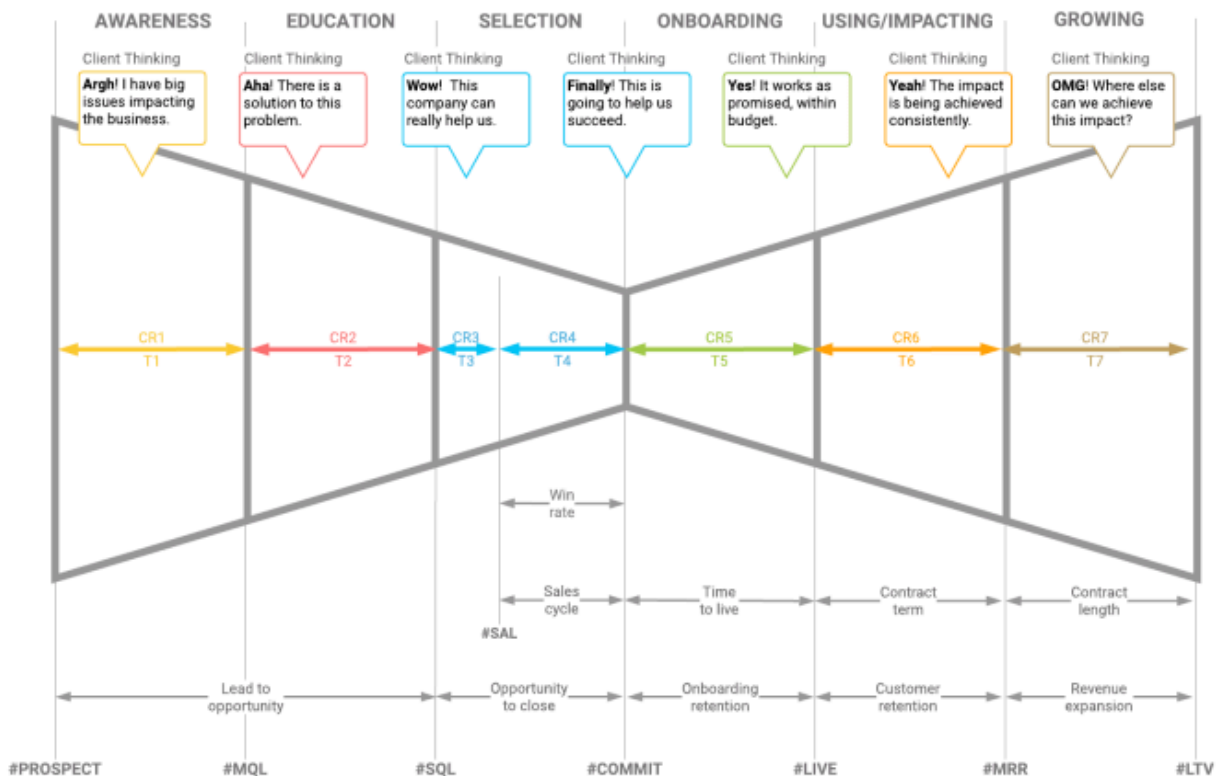 AWARENESS
EDUCATION
SELECTION
ONBOARDING
USING/IMPACTING
GROWING
Client Thinking
Argh! I have big
issues impacting
the business.
Client Thinking
Aha! There is a
solution to this
problem.
Client Thinking
Wow! This
company can
really help us.
Client Thinking
Finally! This is
going to help us
succeed.
Client Thinking
Yes! It works as
promised, within
budget.
Client Thinking
Yeah! The impact
is being achieved
consistently.
Client Thinking
OMG! Where else
can we achieve
this impact?
CR1
T1
CR2
T2
CR3
T3
CR4
T4
CR5
T5
CR6
T6
CR7
T7
Win
rate
Sales
cycle
Time
to live
Contract
term
Contract
length
#SAL
Lead to
opportunity
Opportunity
to close
Onboarding
retention
Customer
retention
Revenue
expansion
#PROSPECT
#MQL
#SQL
#COMMIT
#LIVE
#MRR
#LTV